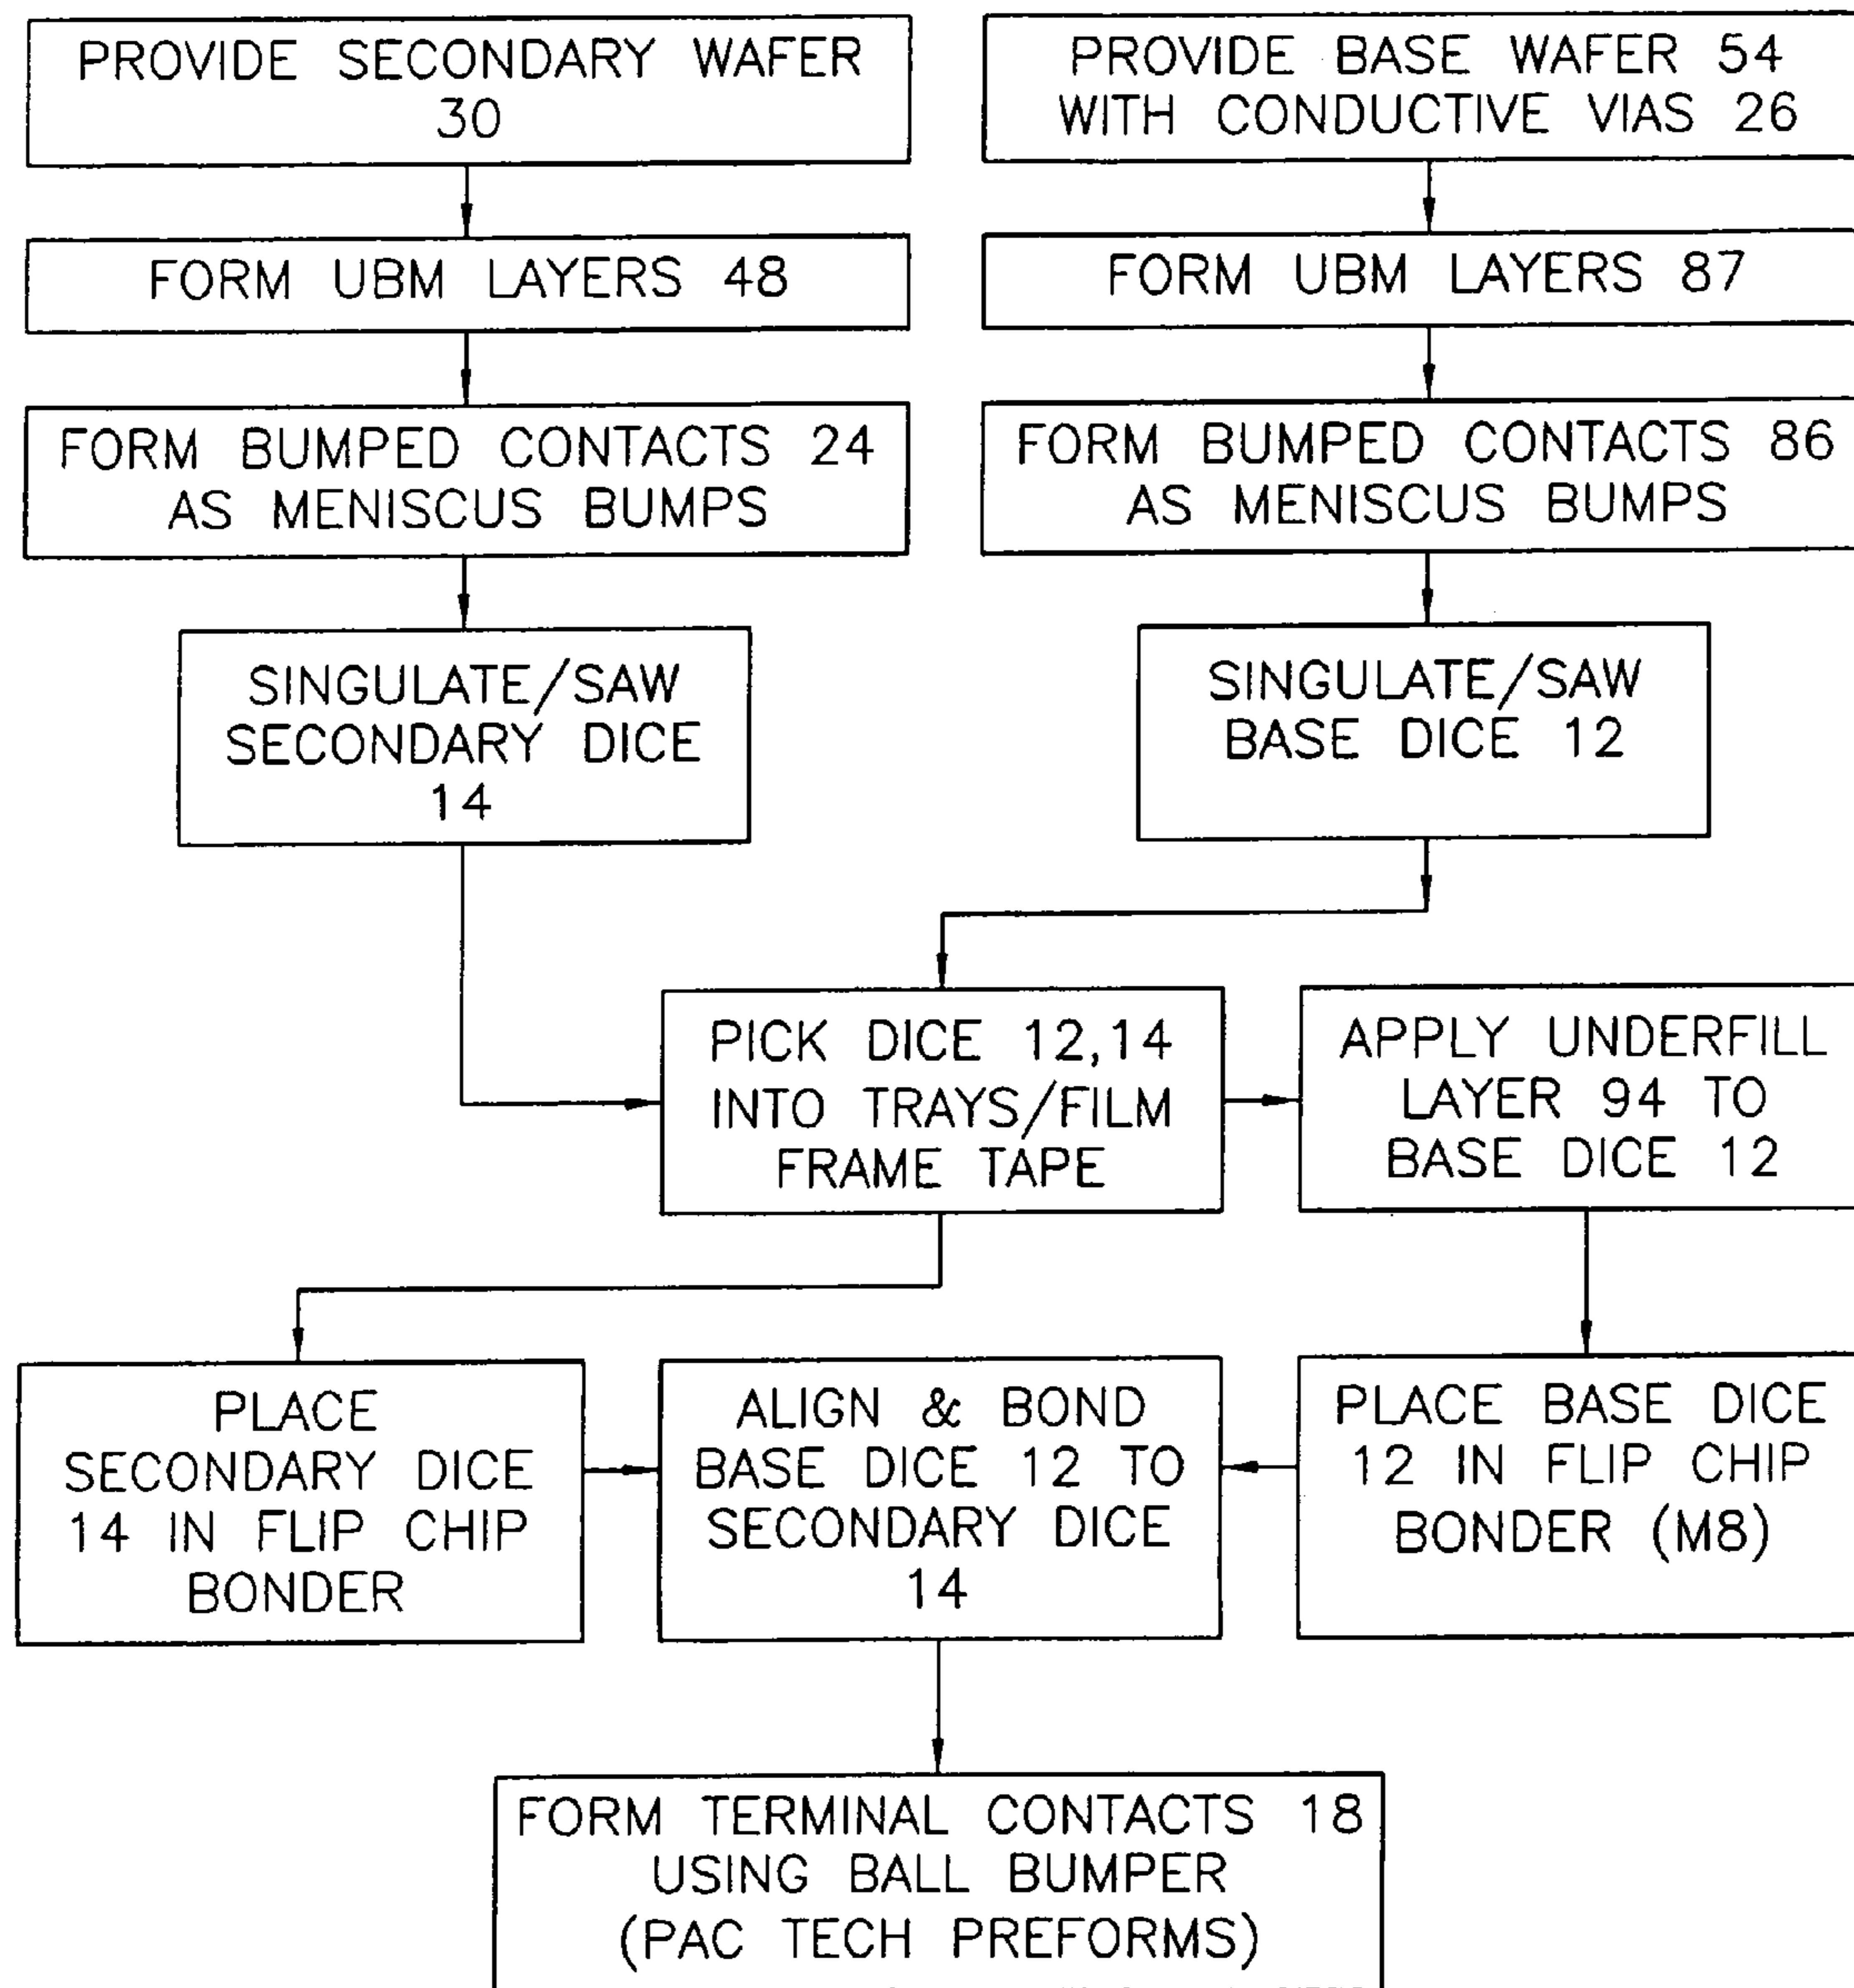 PROVIDE SECONDARY WAFER
30
PROVIDE BASE WAFER 54
WITH CONDUCTIVE VIAS 26
FORM UBM LAYERS 48
FORM UBM LAYERS 87
FORM BUMPED CONTACTS 24
AS MENISCUS BUMPS
FORM BUMPED CONTACTS 86
AS MENISCUS BUMPS
SINGULATE/SAW
SECONDARY DICE
14
SINGULATE/SAW
BASE DICE 12
PICK DICE 12,14
INTO TRAYS/FILM
FRAME TAPE
APPLY UNDERFILL
LAYER 94 TO
BASE DICE 12
PLACE
SECONDARY DICE
14 IN FLIP CHIP
BONDER
ALIGN & BOND
BASE DICE 12 TO
SECONDARY DICE
14
PLACE BASE DICE
12 IN FLIP CHIP
BONDER (M8)
FORM TERMINAL CONTACTS 18
USING BALL BUMPER
(PAC TECH PREFORMS)